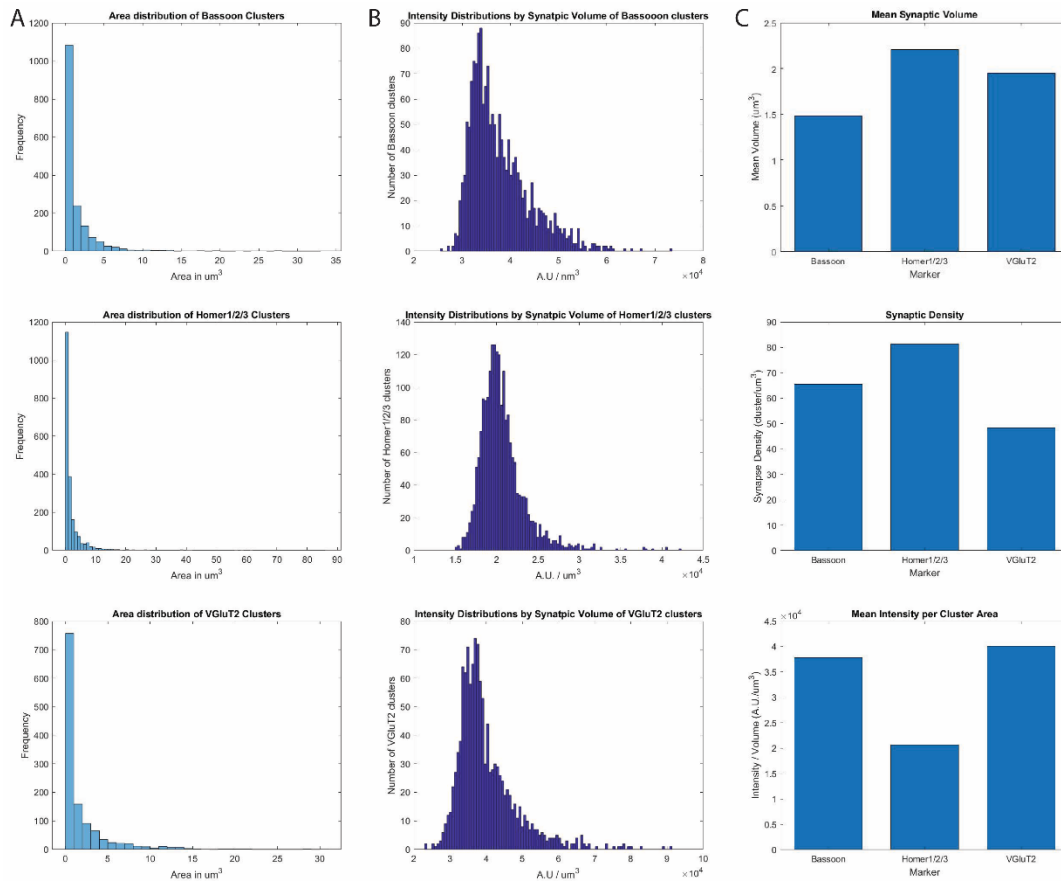 A
Area distribution of Bassoon Clusters
1200
1000
800
600
400
200
0
Frequency
0 5 10 15 20 25 30 35
Area in um³
B
Intensity Distributions by Synatpic Volume of Bassooon clusters
90
80
70
60
50
40
30
20
10
0
Number of Bassoon clusters
2 3 4 5 6 7 8
×10⁴
A.U / nm³
C
Mean Synaptic Volume
2.5
2
1.5
1
0.5
0
Mean Volume (um³)
Bassoon Homer1/2/3 VGluT2
Marker
Area distribution of Homer1/2/3 Clusters
1200
1000
800
600
400
200
0
Frequency
0 10 20 30 40 50 60 70 80 90
Area in um³
Intensity Distributions by Synatpic Volume of Homer1/2/3 clusters
140
120
100
80
60
40
20
0
Number of Homer1/2/3 clusters
1 1.5 2 2.5 3 3.5 4 4.5
×10⁴
A.U. / um³
Synaptic Density
90
80
70
60
50
40
30
20
10
0
Synapse Density (cluster/um³)
Bassoon Homer1/2/3 VGluT2
Marker
Area distribution of VGluT2 Clusters
800
700
600
500
400
300
200
100
0
Frequency
0 5 10 15 20 25 30
Area in um³
Intensity Distributions by Synatpic Volume of VGluT2 clusters
80
70
60
50
40
30
20
10
0
Number of VGluT2 clusters
2 3 4 5 6 7 8 9 10
×10⁴
A.U / um³
Mean Intensity per Cluster Area
×10⁴
4.5
4
3.5
3
2.5
2
1.5
1
0.5
0
Intensity / Volume (A.U./um³)
Bassoon Homer1/2/3 VGluT2
Marker